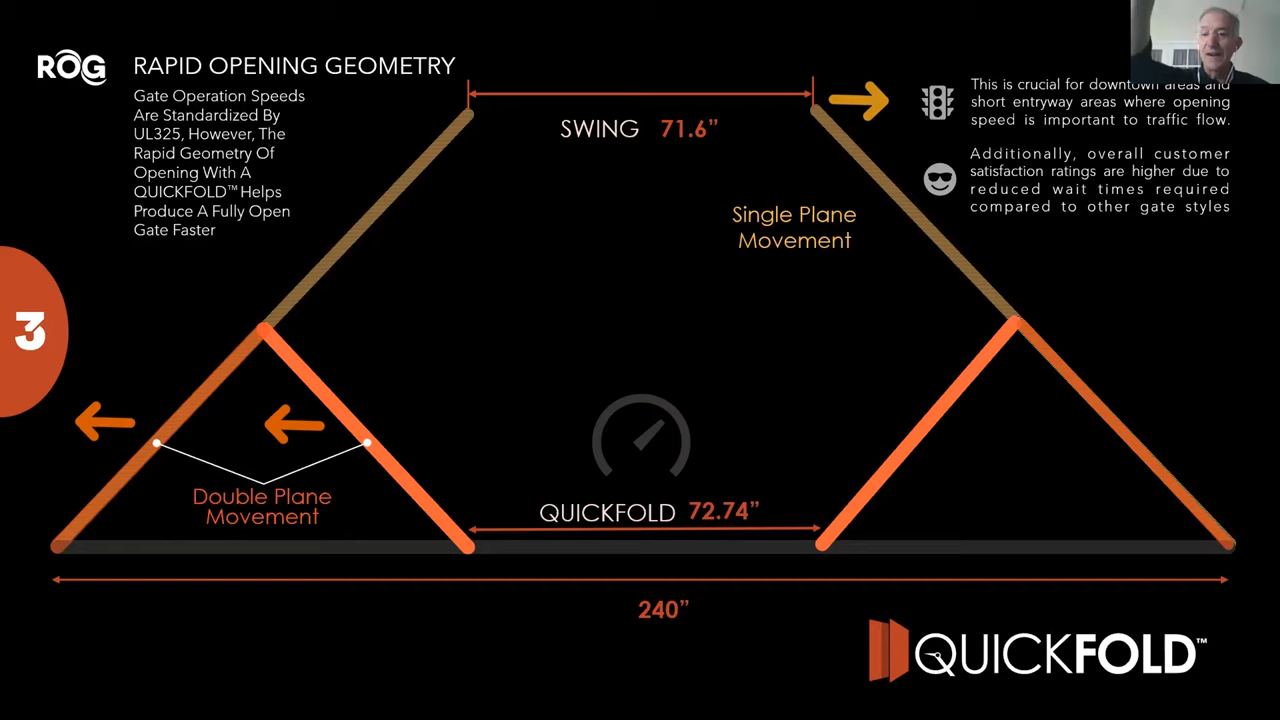 ROG
RAPID OPENING GEOMETRY
Gate Operation Speeds
Are Standardized By
UL325, However, The
Rapid Geometry Of
Opening With A
QUICKFOLD™ Helps
Produce A Fully Open
Gate Faster
3
SWING 71.6”
Single Plane
Movement
This is crucial for downtown areas and
short entryway areas where opening
speed is important to traffic flow.
Additionally, overall customer
satisfaction ratings are higher due to
reduced wait times required
compared to other gate styles
Double Plane
Movement
QUICKFOLD 72.74”
240”
QUICKFOLD™